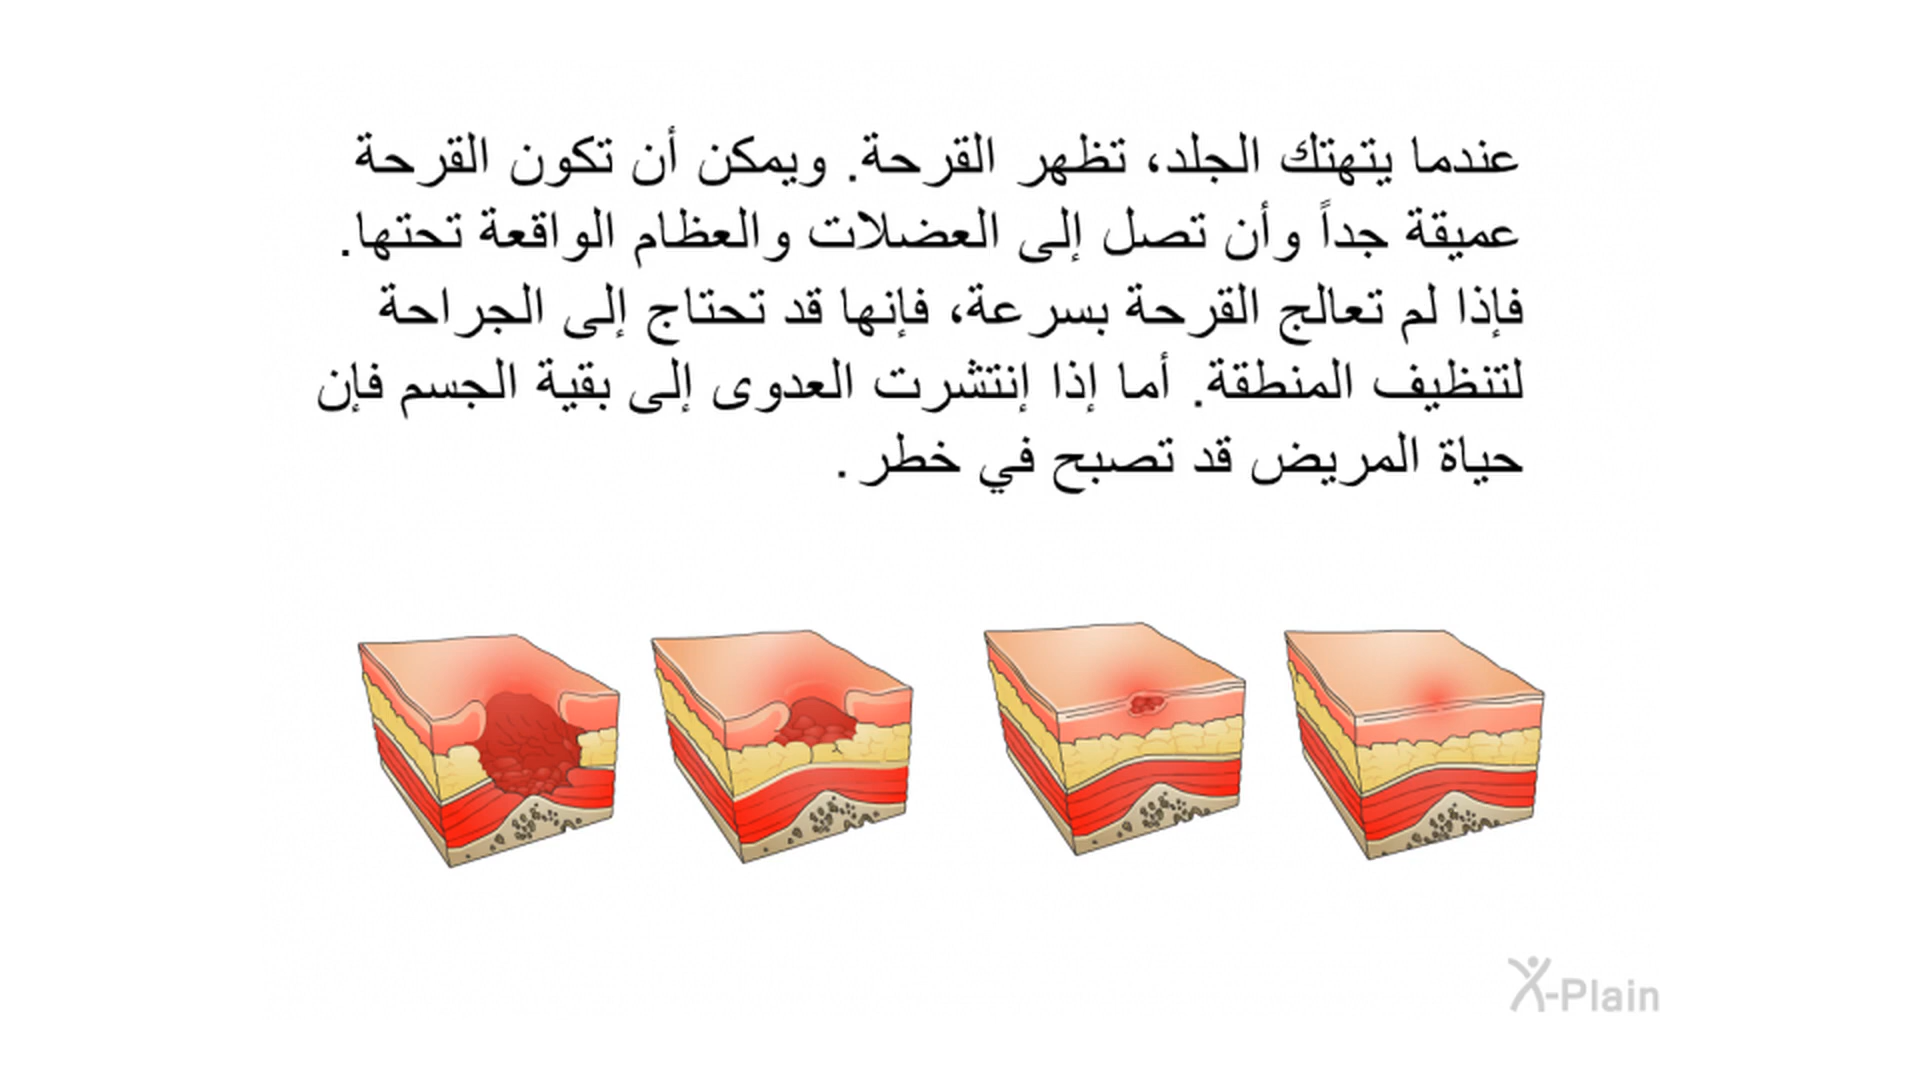 عندما يتهتك الجلد، تظهر القرحة. ويمكن أن تكون القرحة
عميقة جداً وأن تصل إلى العضلات والعظام الواقعة تحتها.
فإذا لم تعالج القرحة بسرعة، فإنها قد تحتاج إلى الجراحة
لتنظيف المنطقة. أما إذا إنتشرت العدوى إلى بقية الجسم فإن
حياة المريض قد تصبح في خطر.
X-Plain